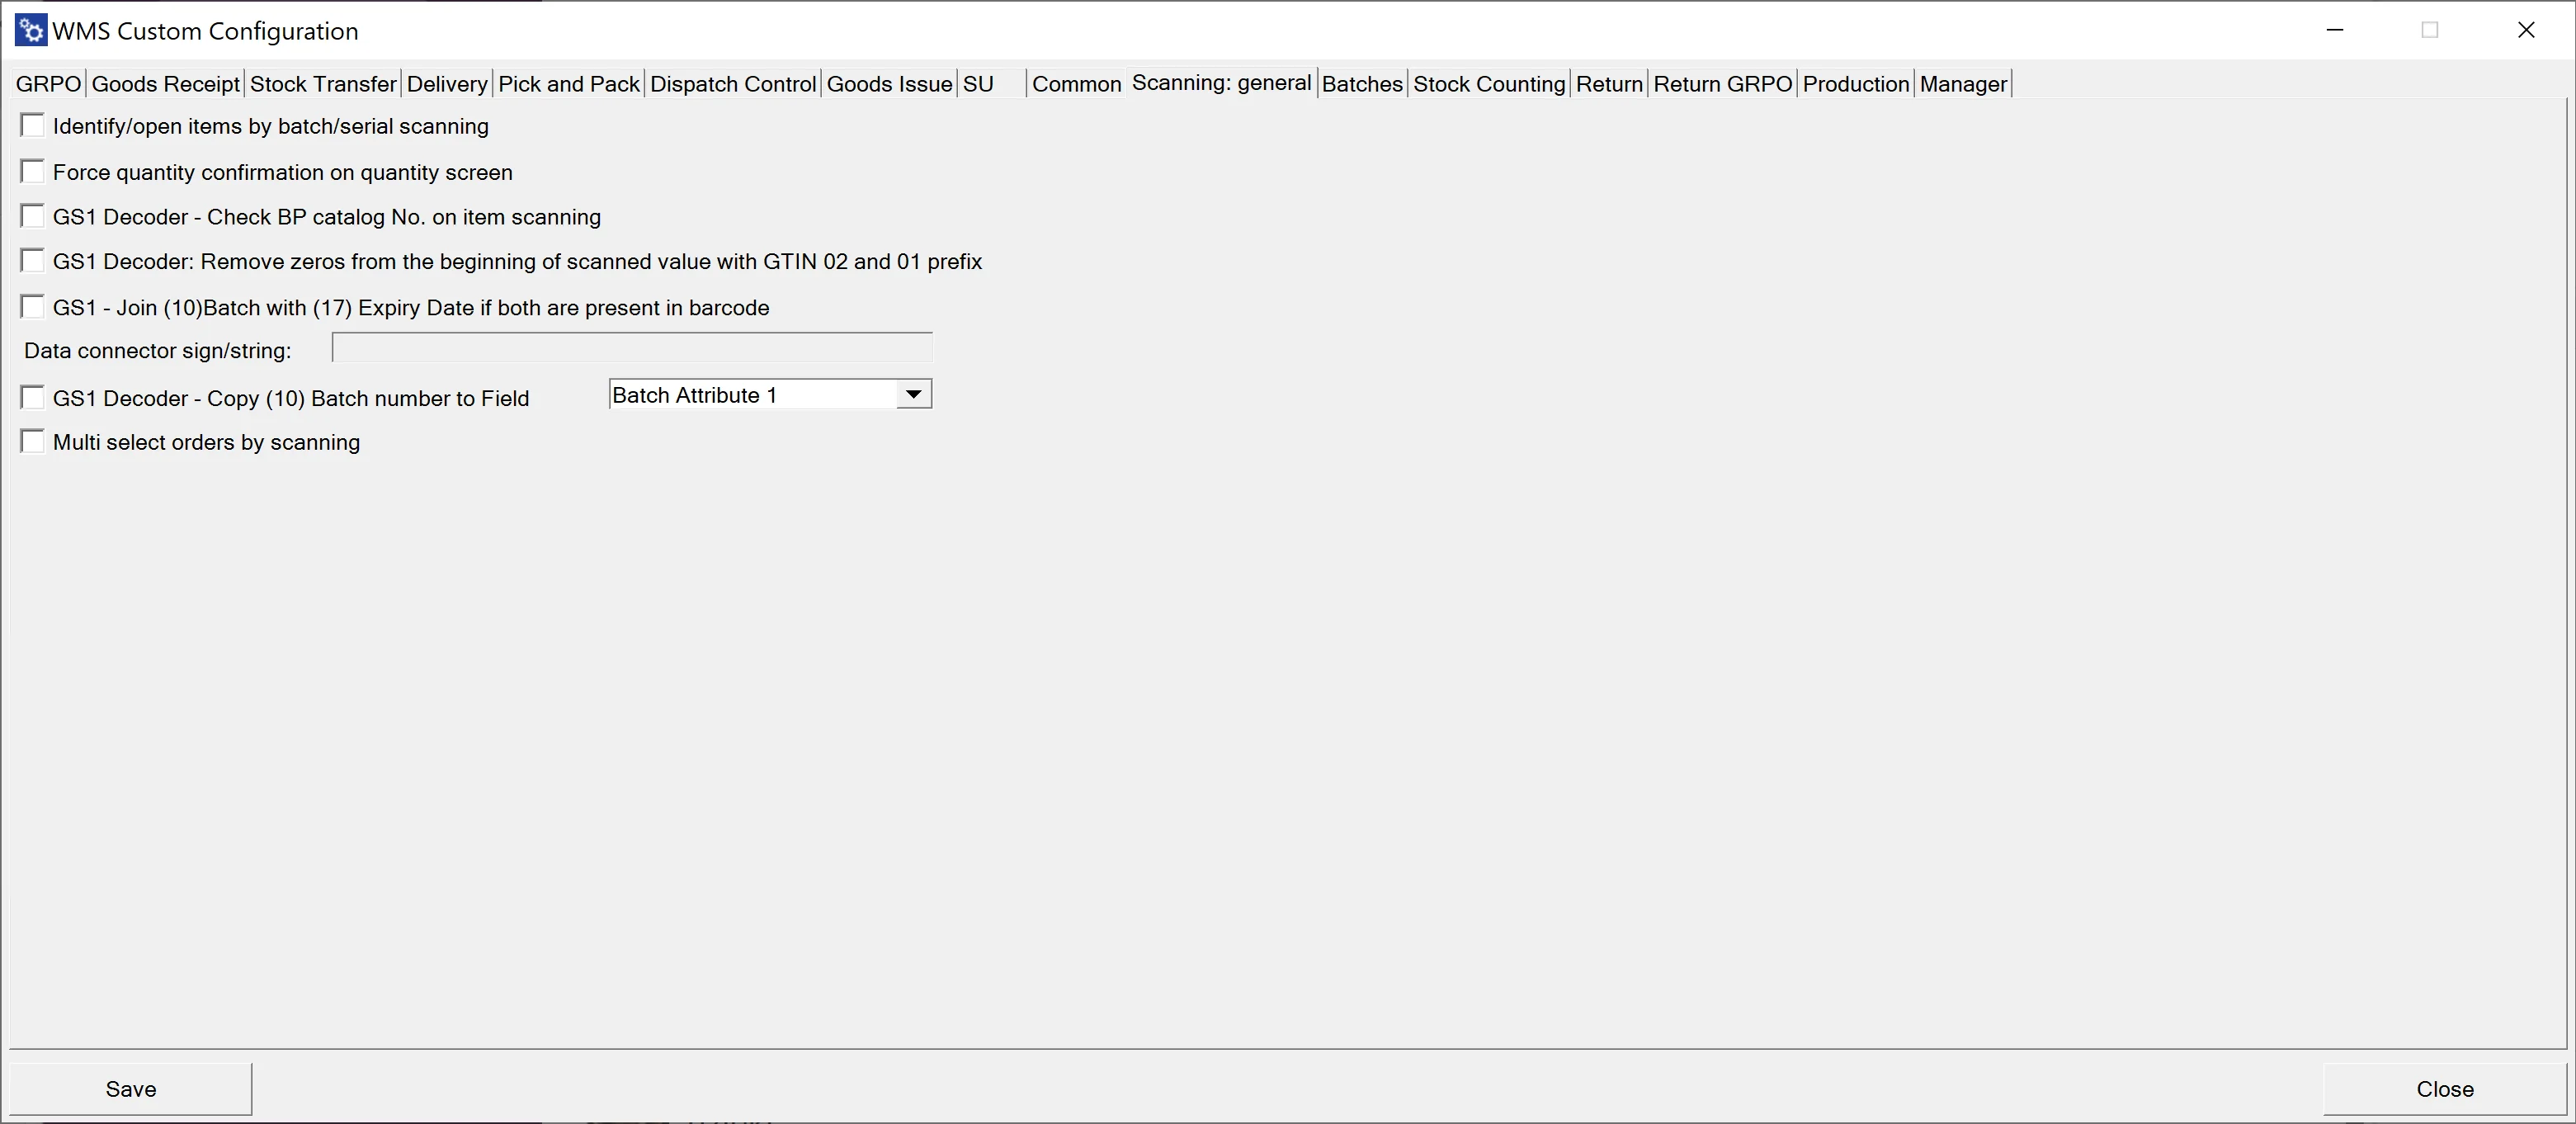 WMS Custom Configuration
GRPO Goods Receipt Stock Transfer Delivery Pick and Pack Dispatch Control Goods Issue SU Common Scanning: general Batches Stock Counting Return Return GRPO Production Manager
Identify/open items by batch/serial scanning
Force quantity confirmation on quantity screen
GS1 Decoder - Check BP catalog No. on item scanning
GS1 Decoder: Remove zeros from the beginning of scanned value with GTIN 02 and 01 prefix
GS1 - Join (10)Batch with (17) Expiry Date if both are present in barcode
Data connector sign/string:
GS1 Decoder - Copy (10) Batch number to Field Batch Attribute 1
Multi select orders by scanning
Save Close